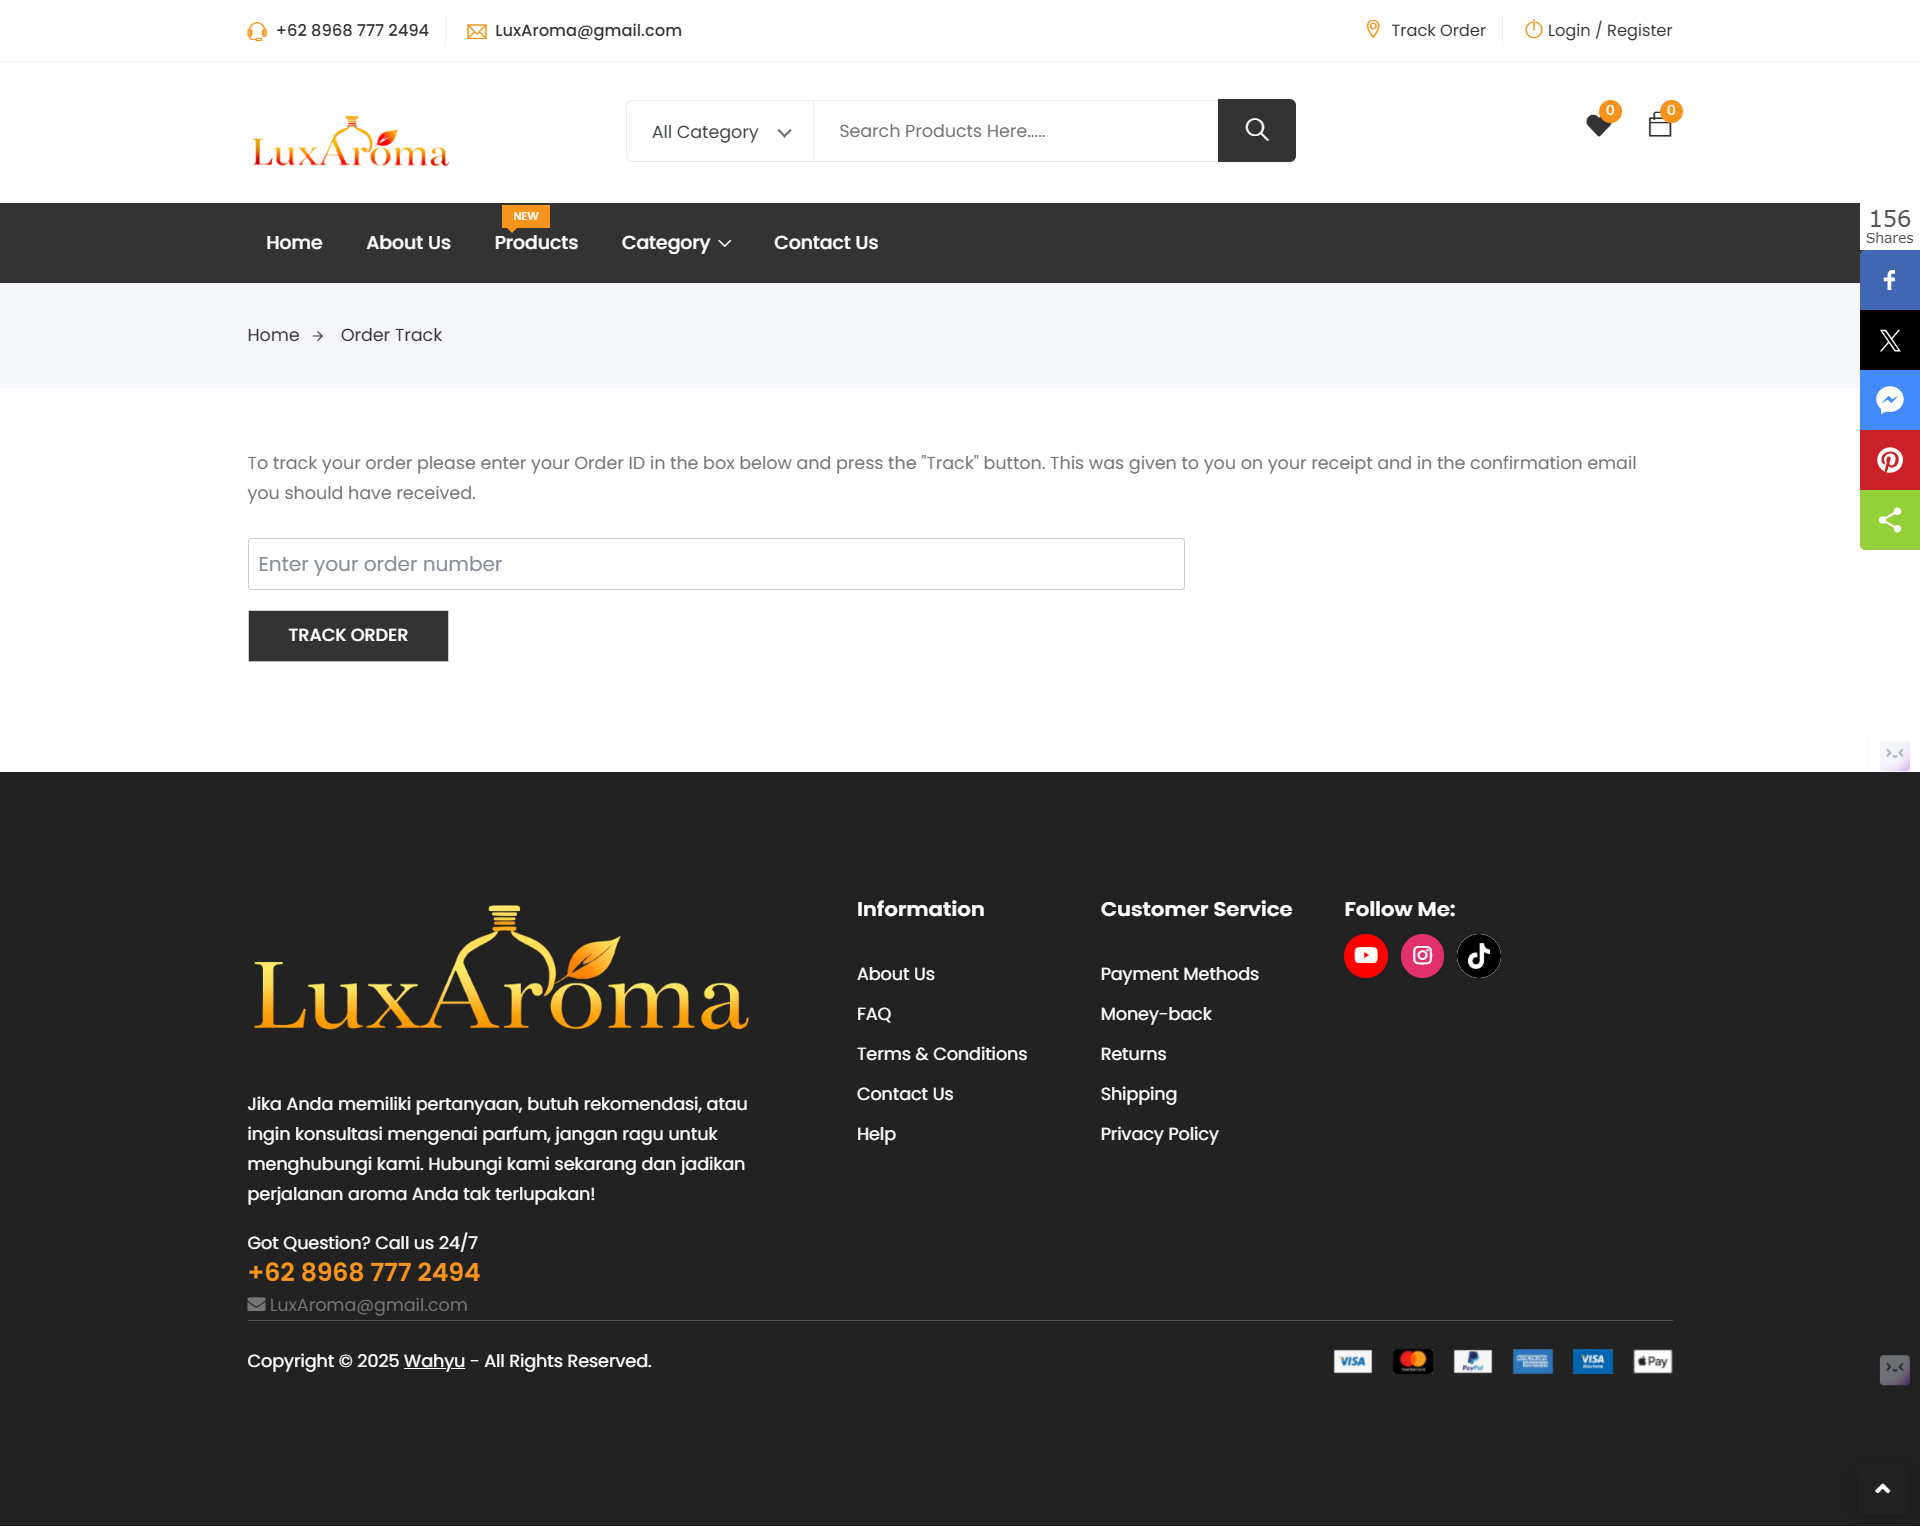 +62 8968 777 2494
LuxAroma@gmail.com
Track Order
Login / Register
LuxAroma
All Category
Search Products Here.....
0
0
NEW
Home
About Us
Products
Category
Contact Us
156
Shares
Home
Order Track
To track your order please enter your Order ID in the box below and press the "Track" button. This was given to you on your receipt and in the confirmation email
you should have received.
Enter your order number
TRACK ORDER
LuxAroma
Jika Anda memiliki pertanyaan, butuh rekomendasi, atau
ingin konsultasi mengenai parfum, jangan ragu untuk
menghubungi kami. Hubungi kami sekarang dan jadikan
perjalanan aroma Anda tak terlupakan!
Got Question? Call us 24/7
+62 8968 777 2494
LuxAroma@gmail.com
Information
About Us
FAQ
Terms & Conditions
Contact Us
Help
Customer Service
Payment Methods
Money-back
Returns
Shipping
Privacy Policy
Follow Me:
Copyright © 2025 Wahyu - All Rights Reserved.
VISA
PayPal
VISA
Pay